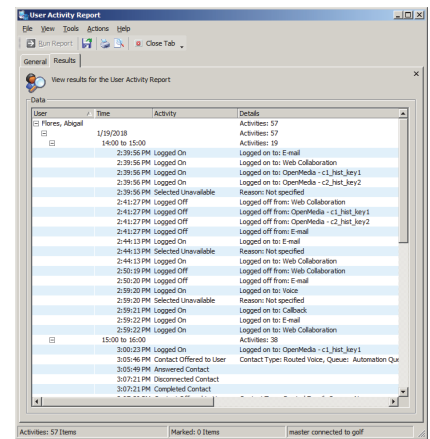 User Activity Report
File View Tools Actions Help
Run Report Close Tab
General Results
View results for the User Activity Report
Data
User Time Activity Details
Flores, Abigail Activities: 57
1/19/2018 Activities: 57
14:00 to 15:00 Activities: 19
2:39:56 PM Logged On Logged on to: E-mail
2:39:56 PM Logged On Logged on to: Web Collaboration
2:39:56 PM Logged On Logged on to: OpenMedia - c1_hist_key1
2:39:56 PM Logged On Logged on to: OpenMedia - c2_hist_key2
2:39:56 PM Selected Unavailable Reason: Not specified
2:41:27 PM Logged Off Logged off from: Web Collaboration
2:41:27 PM Logged Off Logged off from: OpenMedia - c1_hist_key1
2:41:27 PM Logged Off Logged off from: OpenMedia - c2_hist_key2
2:41:27 PM Logged Off Logged off from: E-mail
2:44:13 PM Logged On Logged on to: E-mail
2:44:13 PM Selected Unavailable Reason: Not specified
2:44:13 PM Logged On Logged on to: Web Collaboration
2:50:19 PM Logged Off Logged off from: Web Collaboration
2:50:20 PM Logged Off Logged off from: E-mail
2:59:20 PM Logged On Logged on to: Voice
2:59:20 PM Selected Unavailable Reason: Not specified
2:59:21 PM Logged On Logged on to: Callback
2:59:22 PM Logged On Logged on to: E-mail
2:59:22 PM Logged On Logged on to: Web Collaboration
15:00 to 16:00 Activities: 38
3:00:23 PM Logged On Logged on to: OpenMedia - c1_hist_key1
3:05:46 PM Contact Offered to User Contact Type: Routed Voice, Queue: Automation Que
3:05:49 PM Answered Contact
3:07:21 PM Disconnected Contact
3:07:21 PM Completed Contact
Activities: 57 Items Marked: 0 Items master connected to golf